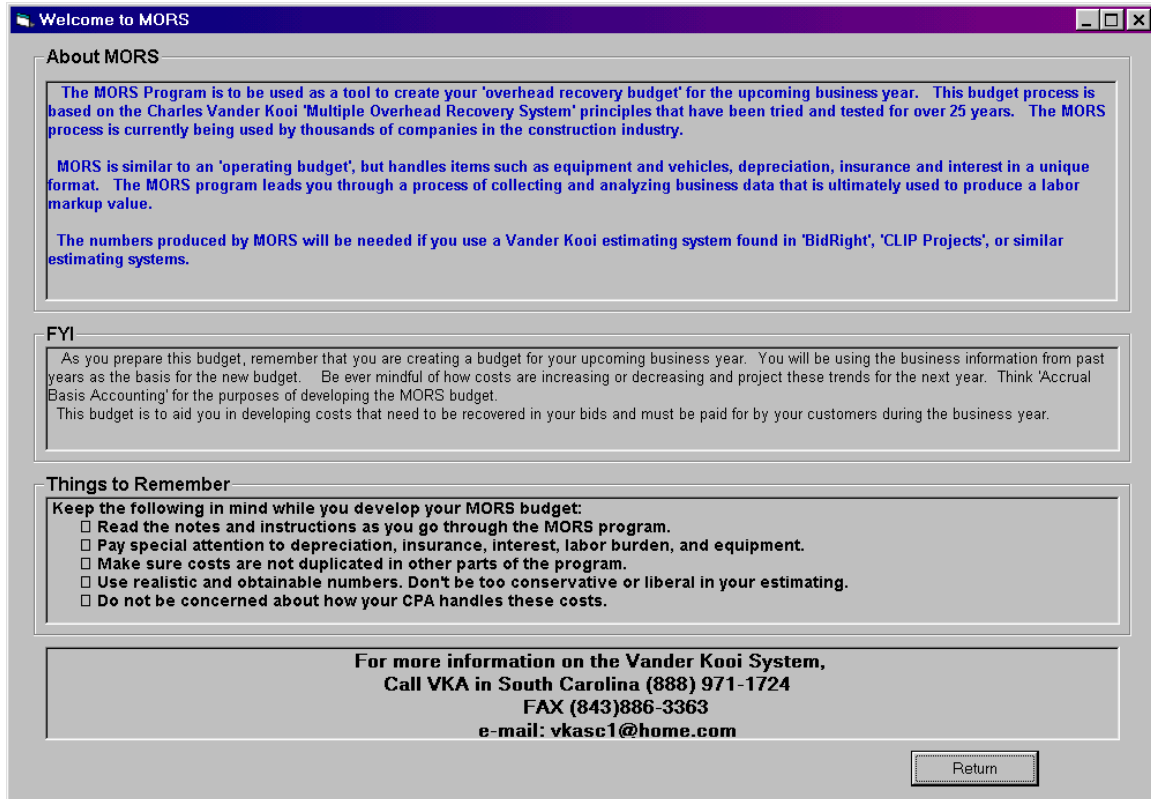 Welcome to MORS
About MORS
The MORS Program is to be used as a tool to create your 'overhead recovery budget' for the upcoming business year. This budget process is
based on the Charles Vander Kooi 'Multiple Overhead Recovery System' principles that have been tried and tested for over 25 years. The MORS
process is currently being used by thousands of companies in the construction industry.
MORS is similar to an 'operating budget', but handles items such as equipment and vehicles, depreciation, insurance and interest in a unique
format. The MORS program leads you through a process of collecting and analyzing business data that is ultimately used to produce a labor
markup value.
The numbers produced by MORS will be needed if you use a Vander Kooi estimating system found in 'BidRight', 'CLIP Projects', or similar
estimating systems.
FYI
As you prepare this budget, remember that you are creating a budget for your upcoming business year. You will be using the business information from past
years as the basis for the new budget. Be ever mindful of how costs are increasing or decreasing and project these trends for the next year. Think 'Accrual
Basis Accounting' for the purposes of developing the MORS budget.
This budget is to aid you in developing costs that need to be recovered in your bids and must be paid for by your customers during the business year.
Things to Remember
Keep the following in mind while you develop your MORS budget:
▯ Read the notes and instructions as you go through the MORS program.
▯ Pay special attention to depreciation, insurance, interest, labor burden, and equipment.
▯ Make sure costs are not duplicated in other parts of the program.
▯ Use realistic and obtainable numbers. Don't be too conservative or liberal in your estimating.
▯ Do not be concerned about how your CPA handles these costs.
For more information on the Vander Kooi System,
Call VKA in South Carolina (888) 971-1724
FAX (843)886-3363
e-mail: vkasc1@home.com
Return